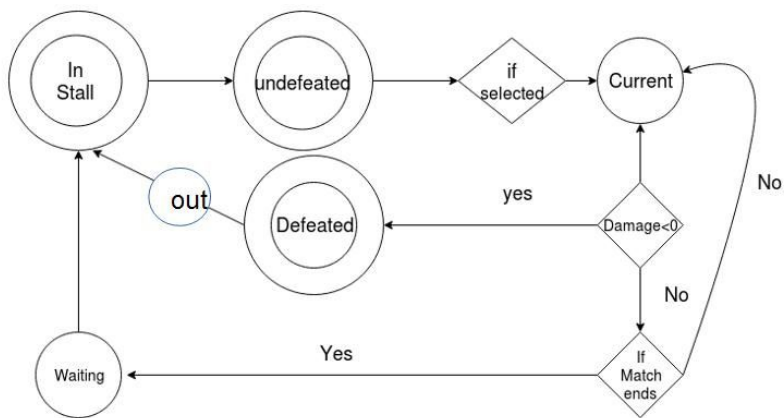 In
Stall
undefeated
if
selected
Current
No
out
Defeated
yes
Damage<0
No
Waiting
Yes
If
Match
ends